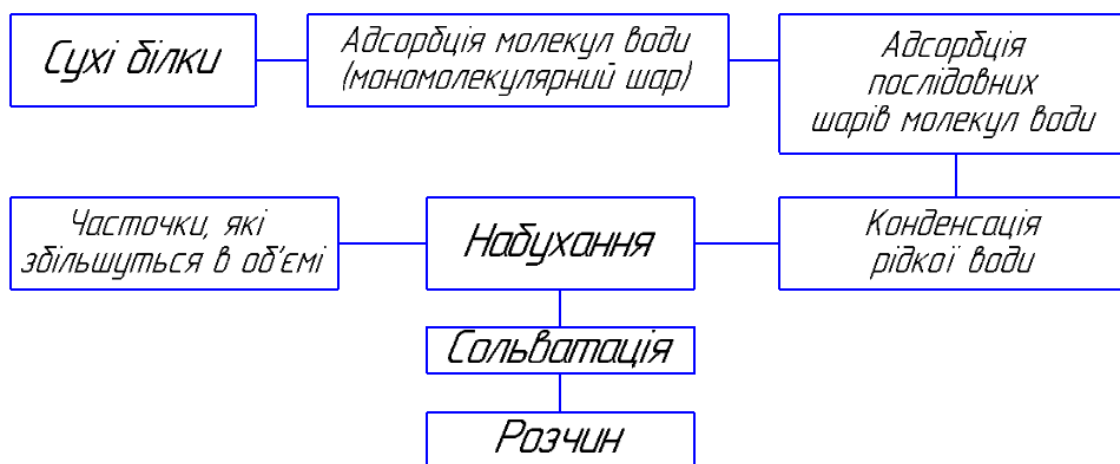 Сухі білки
Адсорбція молекул води
(мономолекулярний шар)
Адсорбція
послідовних
шарів молекул води
Часточки, які
збільшуться в об'ємі
Набухання
Конденсація
рідкої води
Сольватація
Розчин